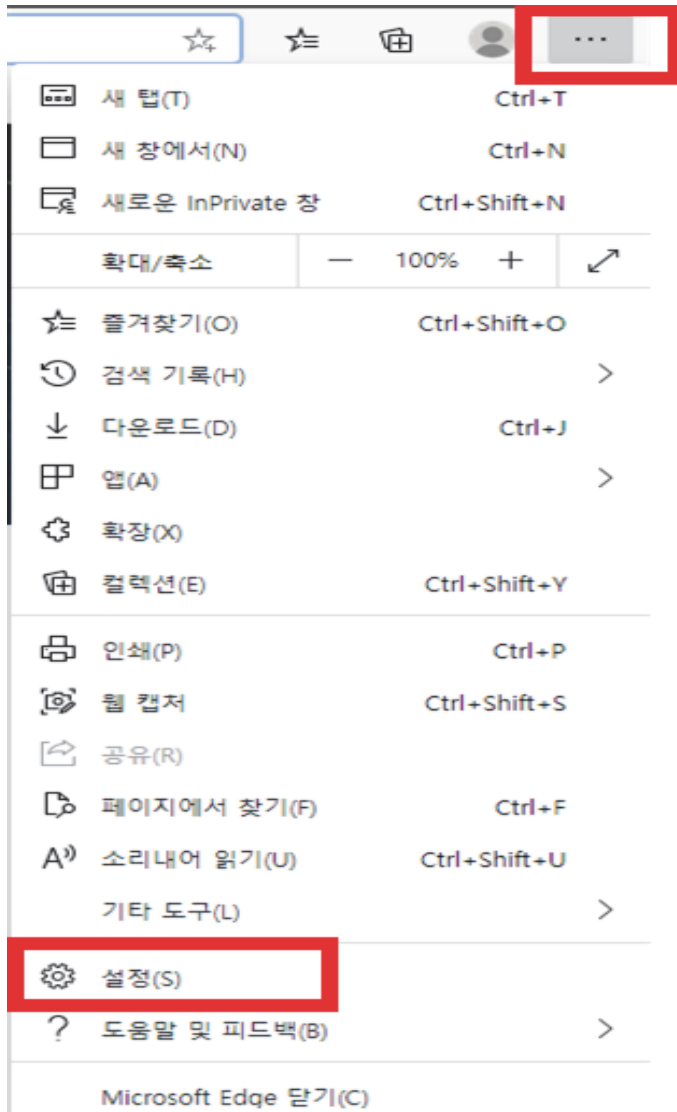 ...
새 탭(T) Ctrl+T
새 창에서(N) Ctrl+N
새로운 InPrivate 창 Ctrl+Shift+N
확대/축소 — 100% +
즐겨찾기(O) Ctrl+Shift+O
검색 기록(H) >
다운로드(D) Ctrl+J
앱(A) >
확장(X)
컬렉션(E) Ctrl+Shift+Y
인쇄(P) Ctrl+P
웹 캡처 Ctrl+Shift+S
공유(R)
페이지에서 찾기(F) Ctrl+F
소리내어 읽기(U) Ctrl+Shift+U
기타 도구(L) >
설정(S)
? 도움말 및 피드백(B) >
Microsoft Edge 닫기(C)